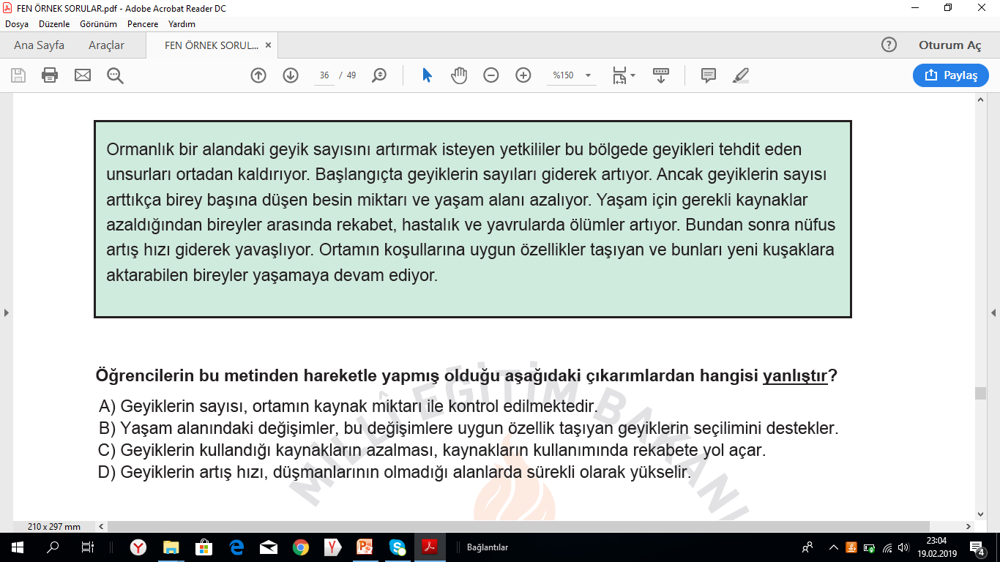 FEN ÖRNEK SORULAR.pdf - Adobe Acrobat Reader DC
Dosya Düzenle Görünüm Pencere Yardım
Ana Sayfa Araçlar FEN ÖRNEK SORUL... × ? Oturum Aç
36 / 49 %150 Paylaş
Ormanlık bir alandaki geyik sayısını artırmak isteyen yetkililer bu bölgede geyikleri tehdit eden
unsurları ortadan kaldırıyor. Başlangıçta geyiklerin sayıları giderek artıyor. Ancak geyiklerin sayısı
arttıkça birey başına düşen besin miktarı ve yaşam alanı azalıyor. Yaşam için gerekli kaynaklar
azaldığından bireyler arasında rekabet, hastalık ve yavrularda ölümler artıyor. Bundan sonra nüfus
artış hızı giderek yavaşlıyor. Ortamın koşullarına uygun özellikler taşıyan ve bunları yeni kuşaklara
aktarabilen bireyler yaşamaya devam ediyor.
Öğrencilerin bu metinden hareketle yapmış olduğu aşağıdaki çıkarımlardan hangisi yanlıştır?
A) Geyiklerin sayısı, ortamın kaynak miktarı ile kontrol edilmektedir.
B) Yaşam alanındaki değişimler, bu değişimlere uygun özellik taşıyan geyiklerin seçilimini destekler.
C) Geyiklerin kullandığı kaynakların azalması, kaynakların kullanımında rekabete yol açar.
D) Geyiklerin artış hızı, düşmanlarının olmadığı alanlarda sürekli olarak yükselir.
MİLLÎ EĞİTİM BAKANI
210 x 297 mm
Bağlantılar
23:04
19.02.2019
4